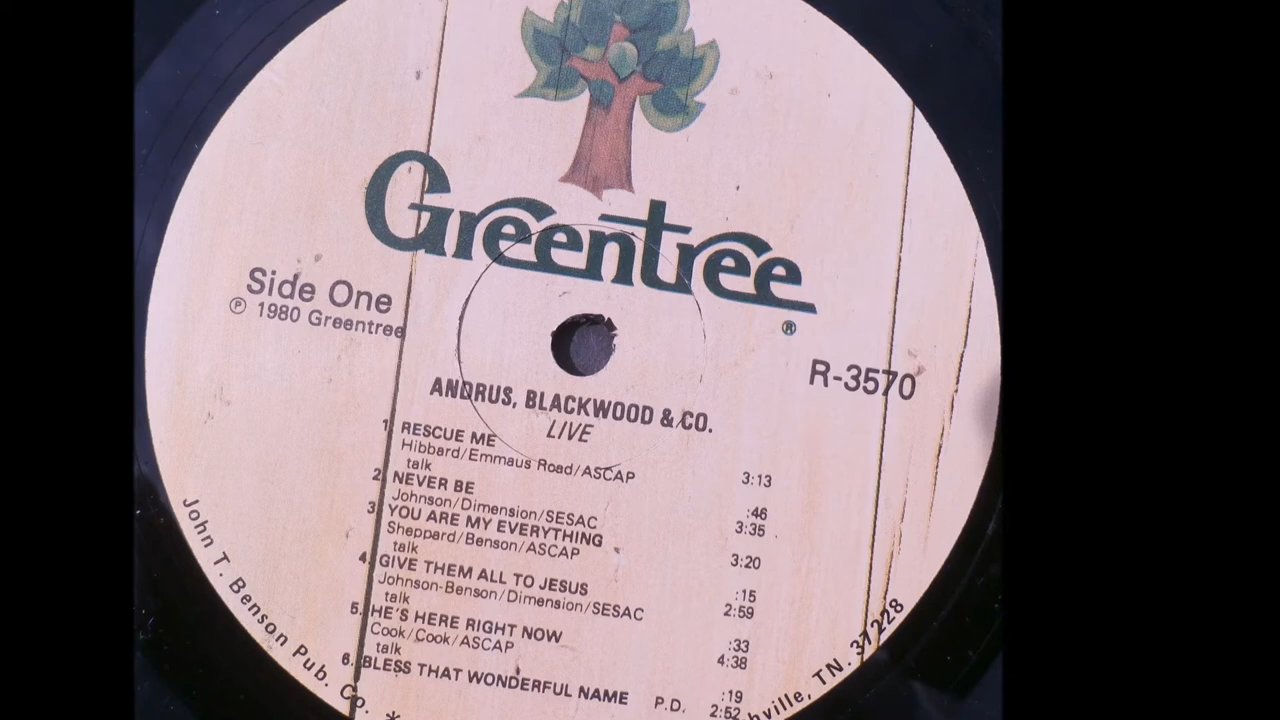 Greentree
®
Side One
℗ 1980 Greentree
R-3570
ANDRUS, BLACKWOOD & CO.
LIVE
1. RESCUE ME
Hibbard/Emmaus Road/ASCAP 3:13
talk :46
2. NEVER BE
Johnson/Dimension/SESAC 3:35
3. YOU ARE MY EVERYTHING
Sheppard/Benson/ASCAP 3:20
talk :15
4. GIVE THEM ALL TO JESUS
Johnson-Benson/Dimension/SESAC 2:59
talk :33
5. HE'S HERE RIGHT NOW
Cook/Cook/ASCAP 4:38
talk :19
6. BLESS THAT WONDERFUL NAME P.D. 2:52
John T. Benson Pub. Co. *
hville, TN. 37228